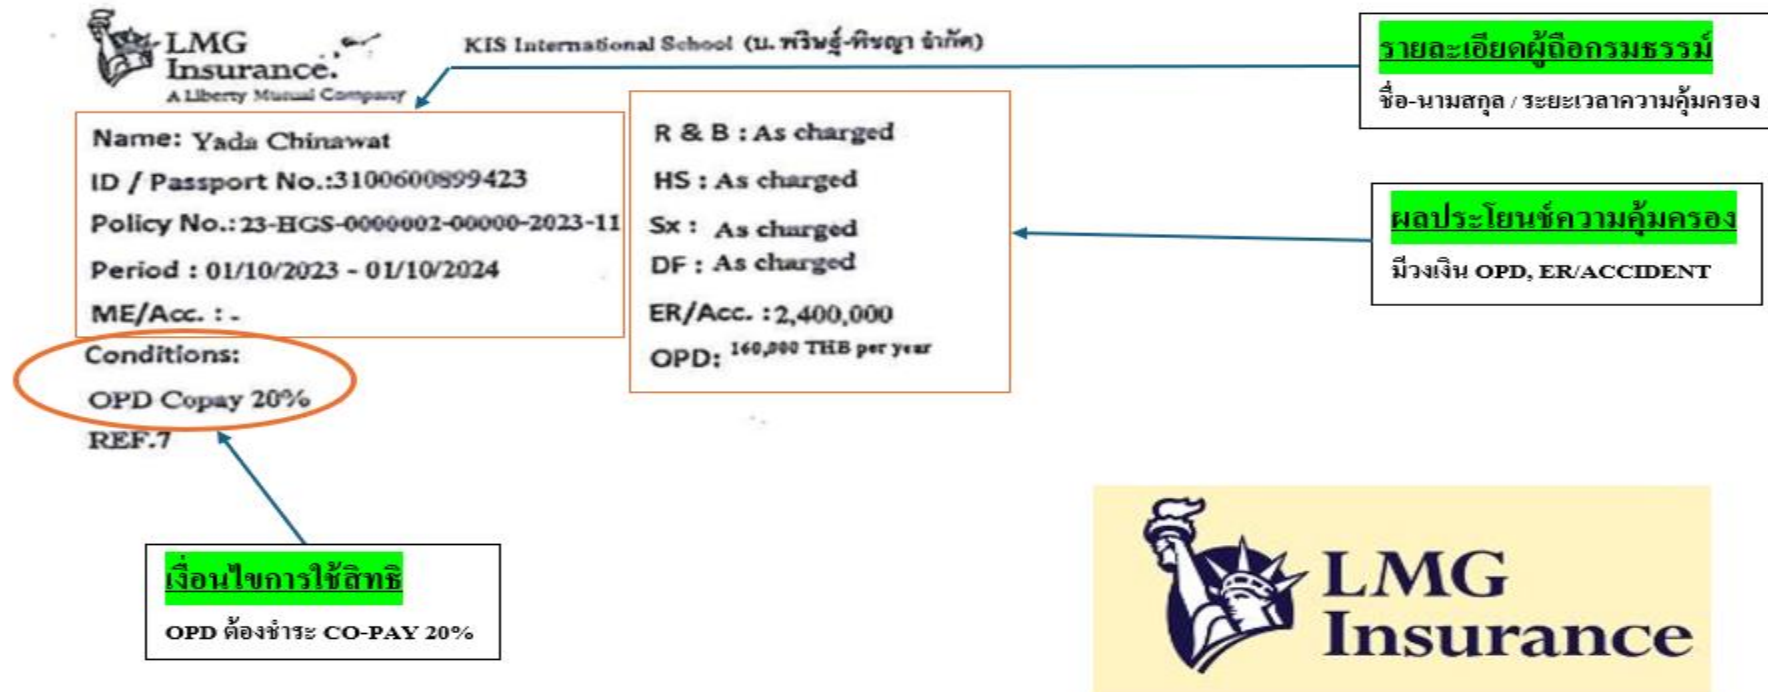 LMG
Insurance.
A Liberty Mutual Company
KIS International School (บ. พริษฐ์-พิชญา จำกัด)
Name: Yada Chinawat
ID / Passport No.:3100600899423
Policy No.:23-HGS-0000002-00000-2023-11
Period : 01/10/2023 - 01/10/2024
ME/Acc. : -
Conditions:
OPD Copay 20%
REF.7
R & B : As charged
HS : As charged
Sx : As charged
DF : As charged
ER/Acc. :2,400,000
OPD: 160,000 THB per year
รายละเอียดผู้ถือกรมธรรม์
ชื่อ-นามสกุล / ระยะเวลาความคุ้มครอง
ผลประโยนช์ความคุ้มครอง
มีวงเงิน OPD, ER/ACCIDENT
เงื่อนไขการใช้สิทธิ
OPD ต้องชำระ CO-PAY 20%
LMG
Insurance